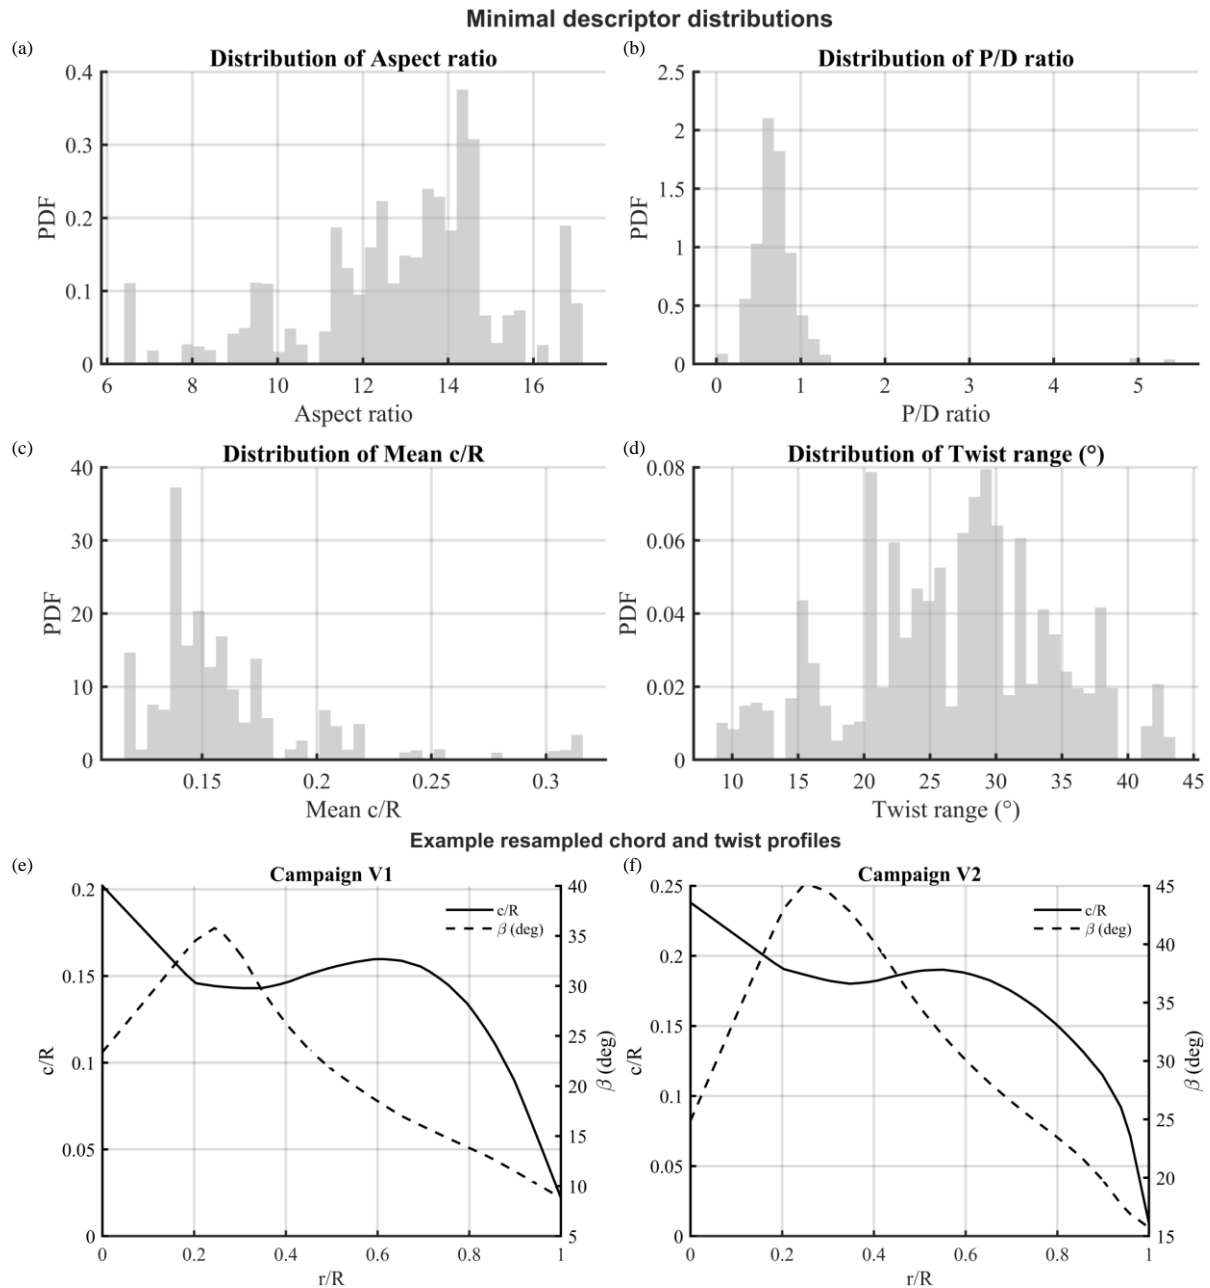 Minimal descriptor distributions
(a)
Distribution of Aspect ratio
0.4
0.3
0.2
0.1
0
PDF
6 8 10 12 14 16
Aspect ratio
(b)
Distribution of P/D ratio
2.5
2
1.5
1
0.5
0
PDF
0 1 2 3 4 5
P/D ratio
(c)
Distribution of Mean c/R
40
30
20
10
0
PDF
0.15 0.2 0.25 0.3
Mean c/R
(d)
Distribution of Twist range (°)
0.08
0.06
0.04
0.02
0
PDF
10 15 20 25 30 35 40 45
Twist range (°)
Example resampled chord and twist profiles
(e)
Campaign V1
0.2
0.15
0.1
0.05
0
c/R
c/R
β (deg)
40
35
30
25
20
15
10
5
β (deg)
0 0.2 0.4 0.6 0.8 1
r/R
(f)
Campaign V2
0.25
0.2
0.15
0.1
0.05
0
c/R
c/R
β (deg)
45
40
35
30
25
20
15
β (deg)
0 0.2 0.4 0.6 0.8 1
r/R